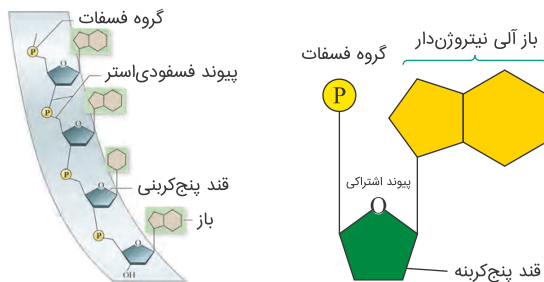 گروه فسفات
P
O
پیوند فسفودی‌استر
P
O
قند پنج‌کربنی
P
O
باز
P
O
OH
باز آلی نیتروژن‌دار
گروه فسفات
P
پیوند اشتراکی
O
قند پنج‌کربنه